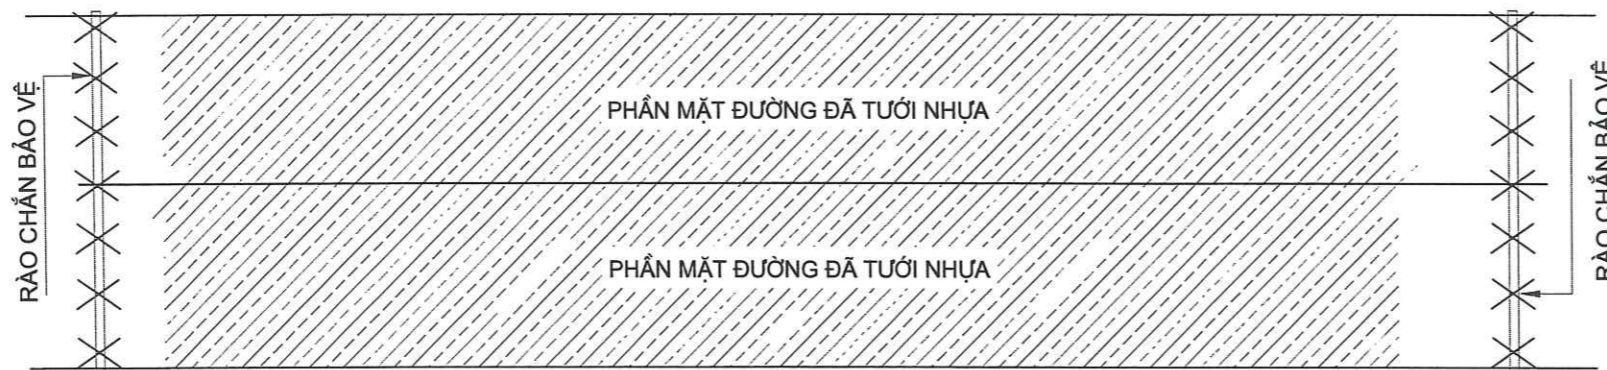 RÀO CHẮN BẢO VỆ
PHẦN MẶT ĐƯỜNG ĐÃ TƯỚI NHỰA
PHẦN MẶT ĐƯỜNG ĐÃ TƯỚI NHỰA
RÀO CHẮN BẢO VỆ